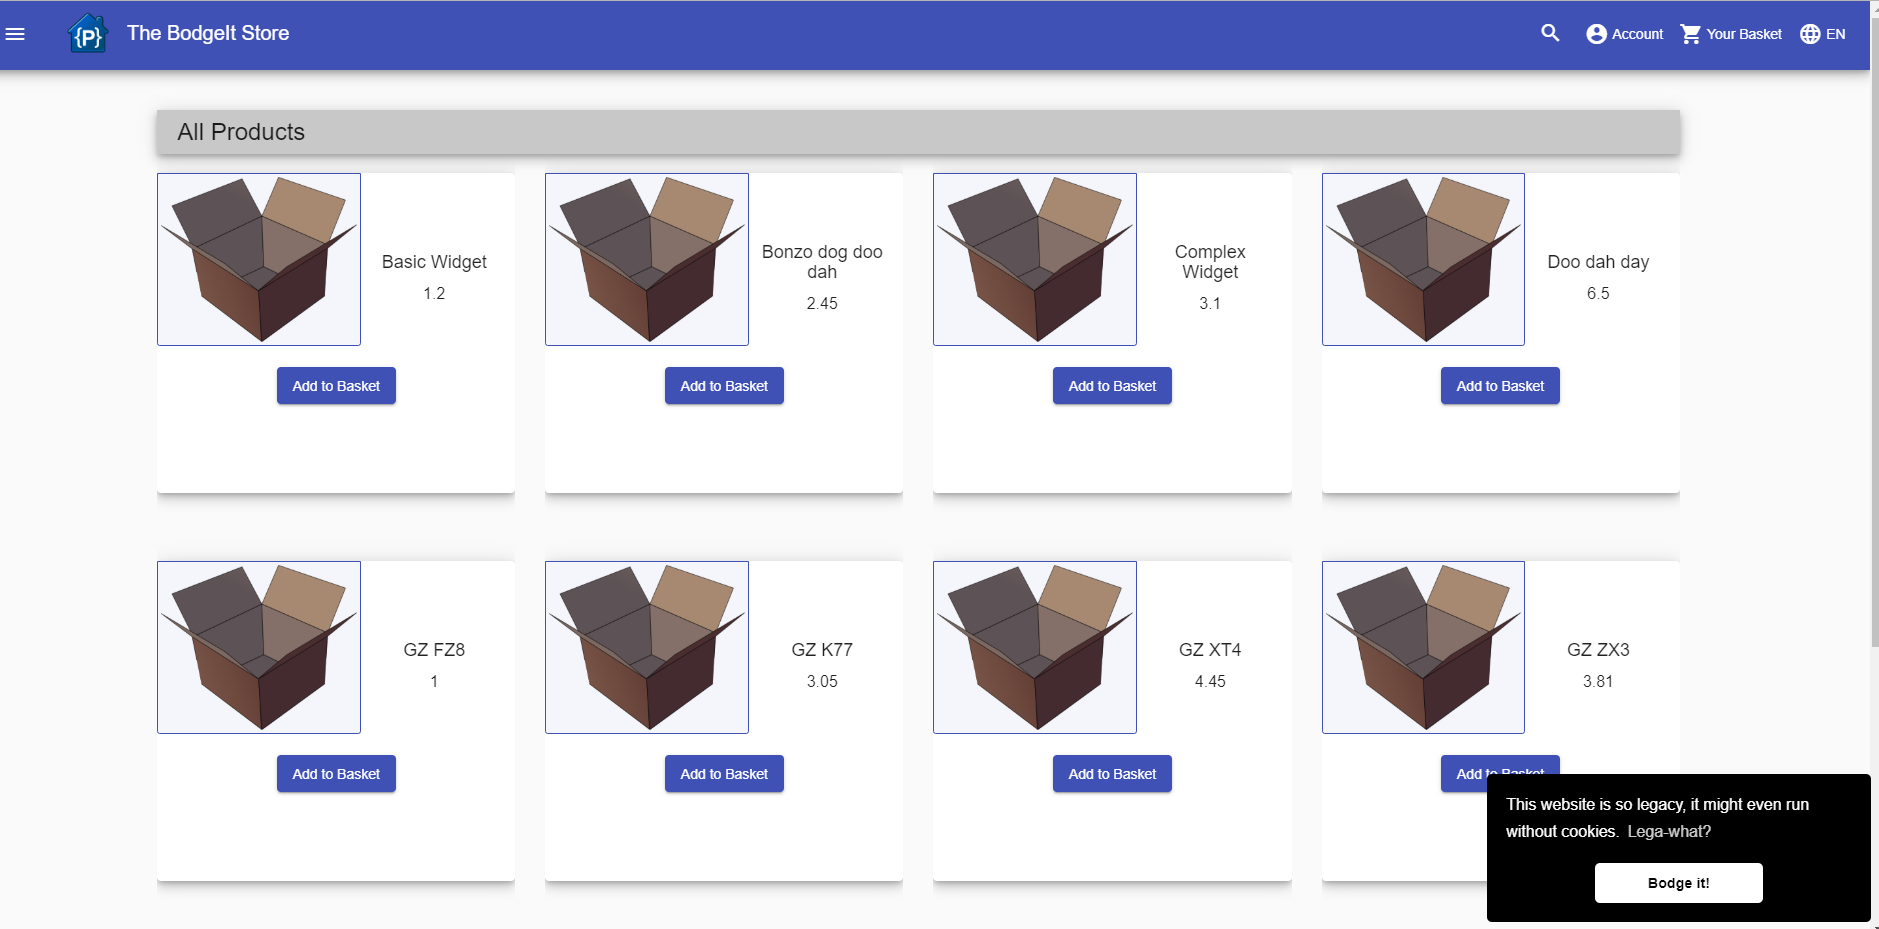 {P}
The BodgeIt Store
Account
Your Basket
EN
All Products
Basic Widget
1.2
Add to Basket
Bonzo dog doo
dah
2.45
Add to Basket
Complex
Widget
3.1
Add to Basket
Doo dah day
6.5
Add to Basket
GZ FZ8
1
Add to Basket
GZ K77
3.05
Add to Basket
GZ XT4
4.45
Add to Basket
GZ ZX3
3.81
Add to Basket
This website is so legacy, it might even run
without cookies. Lega-what?
Bodge it!